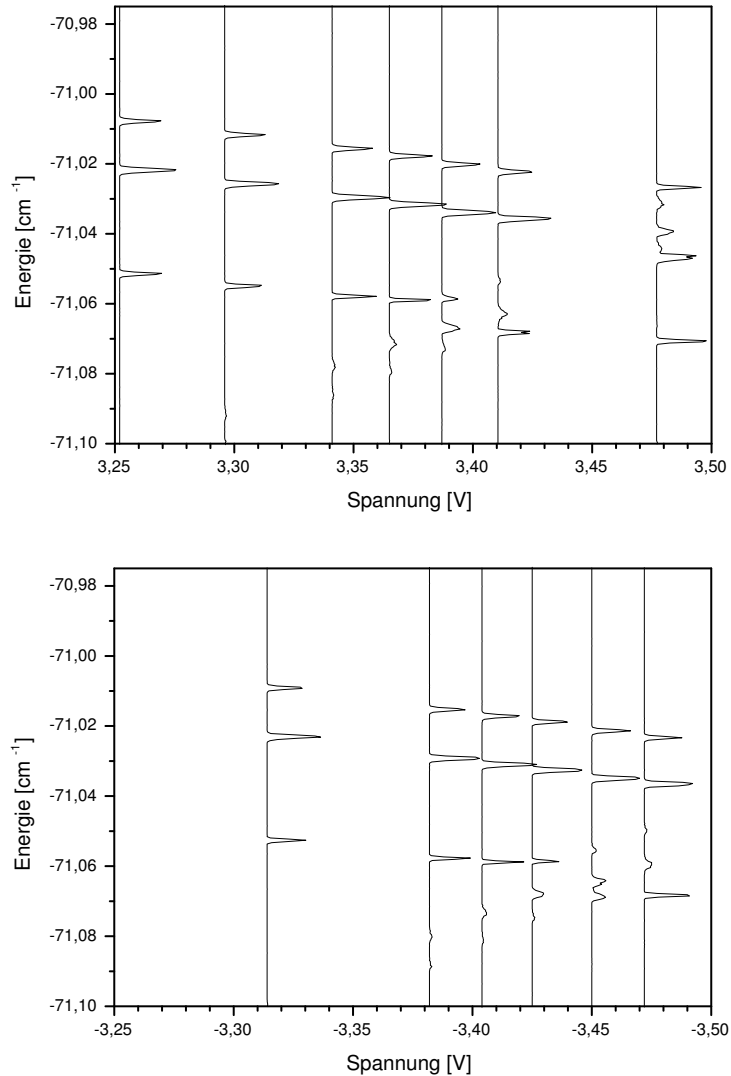 -70,98
-71,00
-71,02
-71,04
-71,06
-71,08
-71,10
Energie [cm⁻¹]
3,25 3,30 3,35 3,40 3,45 3,50
Spannung [V]
-70,98
-71,00
-71,02
-71,04
-71,06
-71,08
-71,10
Energie [cm⁻¹]
-3,25 -3,30 -3,35 -3,40 -3,45 -3,50
Spannung [V]